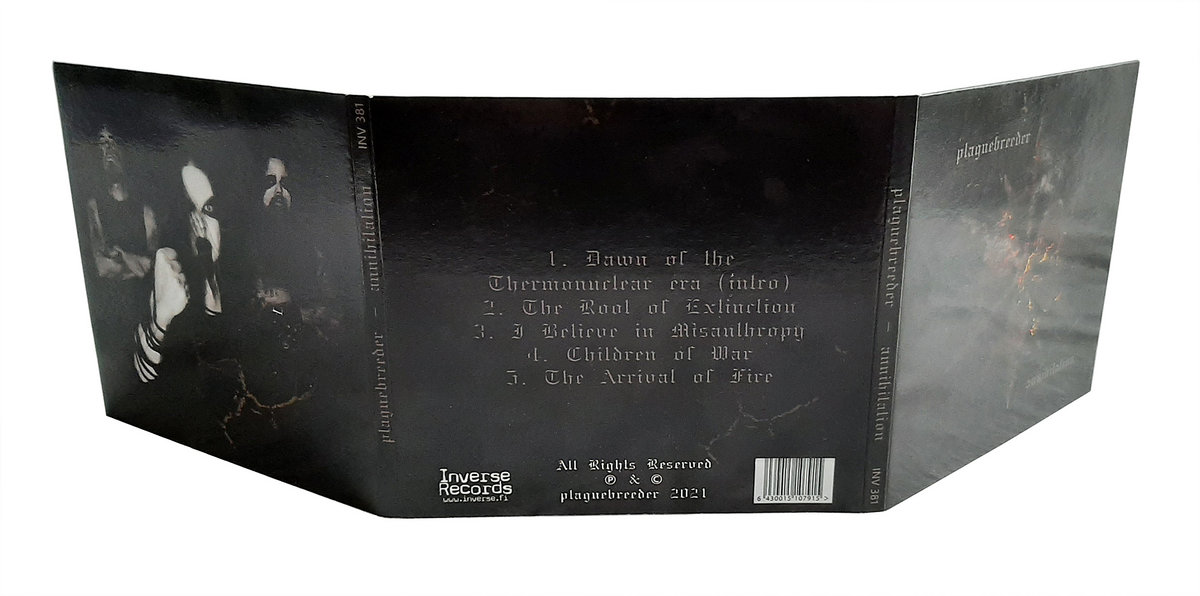 INV 381
plaguebreeder – annihilation
1. Dawn of the
Thermonuclear era (intro)
2. The Root of Extinction
3. I Believe in Misanthropy
4. Children of War
5. The Arrival of Fire
Inverse
Records
www.inverse.fi
All Rights Reserved
℗ & ©
plaguebreeder 2021
6 430015 107915 >
plaguebreeder – annihilation
INV 381
plaguebreeder
annihilation